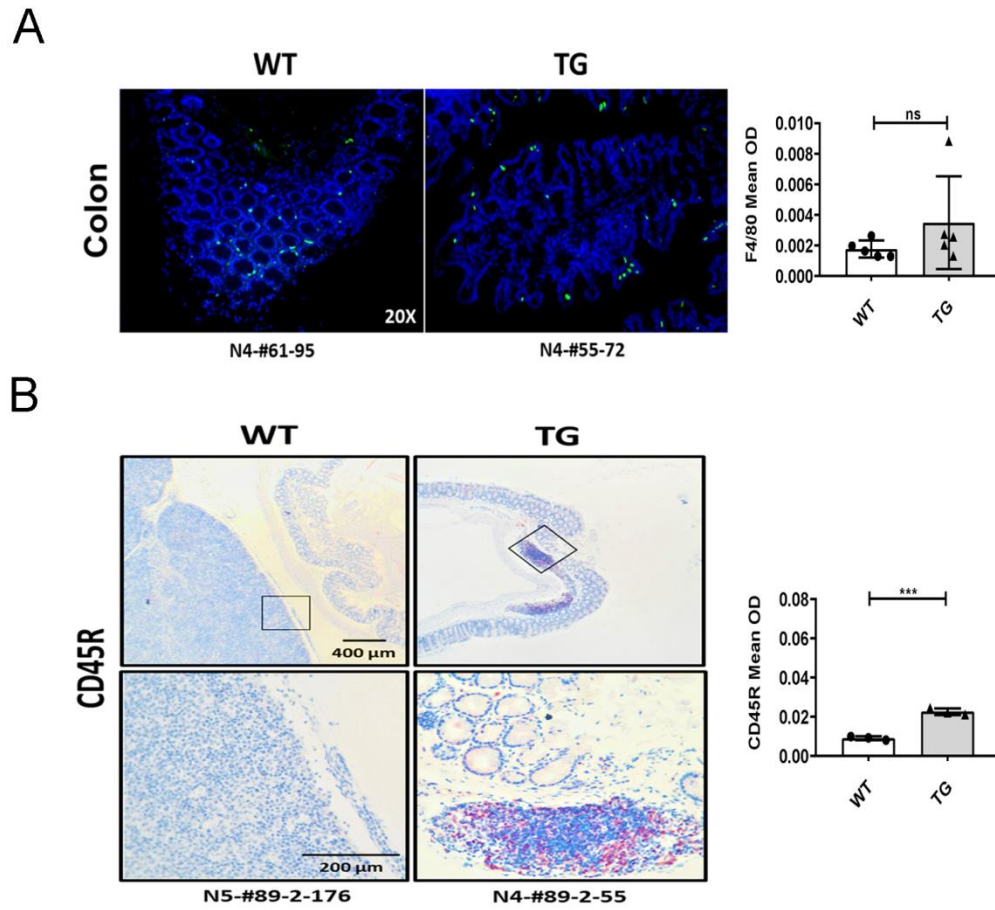 A
WT
TG
Colon
20X
N4-#61-95
N4-#55-72
F4/80 Mean OD
0.010
0.008
0.006
0.004
0.002
0.000
ns
WT
TG
B
WT
TG
CD45R
400 µm
200 µm
N5-#89-2-176
N4-#89-2-55
CD45R Mean OD
0.08
0.06
0.04
0.02
0.00
***
WT
TG